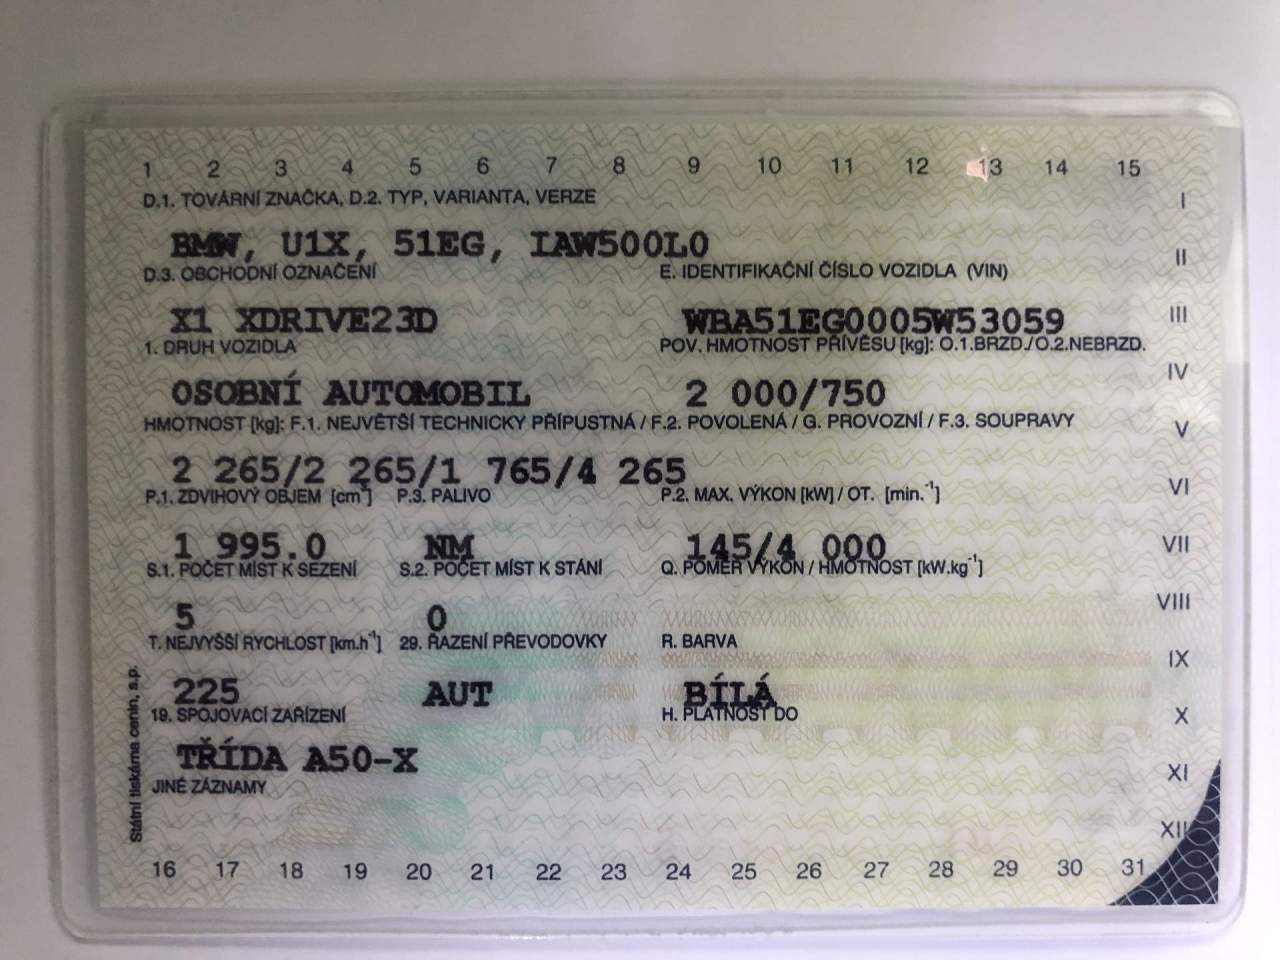 1 2 3 4 5 6 7 8 9 10 11 12 13 14 15
D.1. TOVÁRNÍ ZNAČKA, D.2. TYP, VARIANTA, VERZE
I
BMW, U1X, 51EG, IAW500L0
II
D.3. OBCHODNÍ OZNAČENÍ E. IDENTIFIKAČNÍ ČÍSLO VOZIDLA (VIN)
X1 XDRIVE23D WBA51EG0005W53059
III
1. DRUH VOZIDLA POV. HMOTNOST PŘÍVĚSU [kg]: O.1.BRZD./O.2.NEBRZD.
IV
OSOBNÍ AUTOMOBIL 2 000/750
HMOTNOST [kg]: F.1. NEJVĚTŠÍ TECHNICKY PŘÍPUSTNÁ / F.2. POVOLENÁ / G. PROVOZNÍ / F.3. SOUPRAVY
V
2 265/2 265/1 765/4 265
VI
P.1. ZDVIHOVÝ OBJEM [cm³] P.3. PALIVO P.2. MAX. VÝKON [kW] / OT. [min.⁻¹]
1 995.0 NM 145/4 000
VII
S.1. POČET MÍST K SEZENÍ S.2. POČET MÍST K STÁNÍ Q. POMĚR VÝKON / HMOTNOST [kW.kg⁻¹]
VIII
5 0
T. NEJVYŠŠÍ RYCHLOST [km.h⁻¹] 29. ŘAZENÍ PŘEVODOVKY R. BARVA
IX
225 AUT BÍLÁ
19. SPOJOVACÍ ZAŘÍZENÍ H. PLATNOST DO
X
TŘÍDA A50-X
XI
JINÉ ZÁZNAMY
XII
Státní tiskárna cenin, s.p.
16 17 18 19 20 21 22 23 24 25 26 27 28 29 30 31